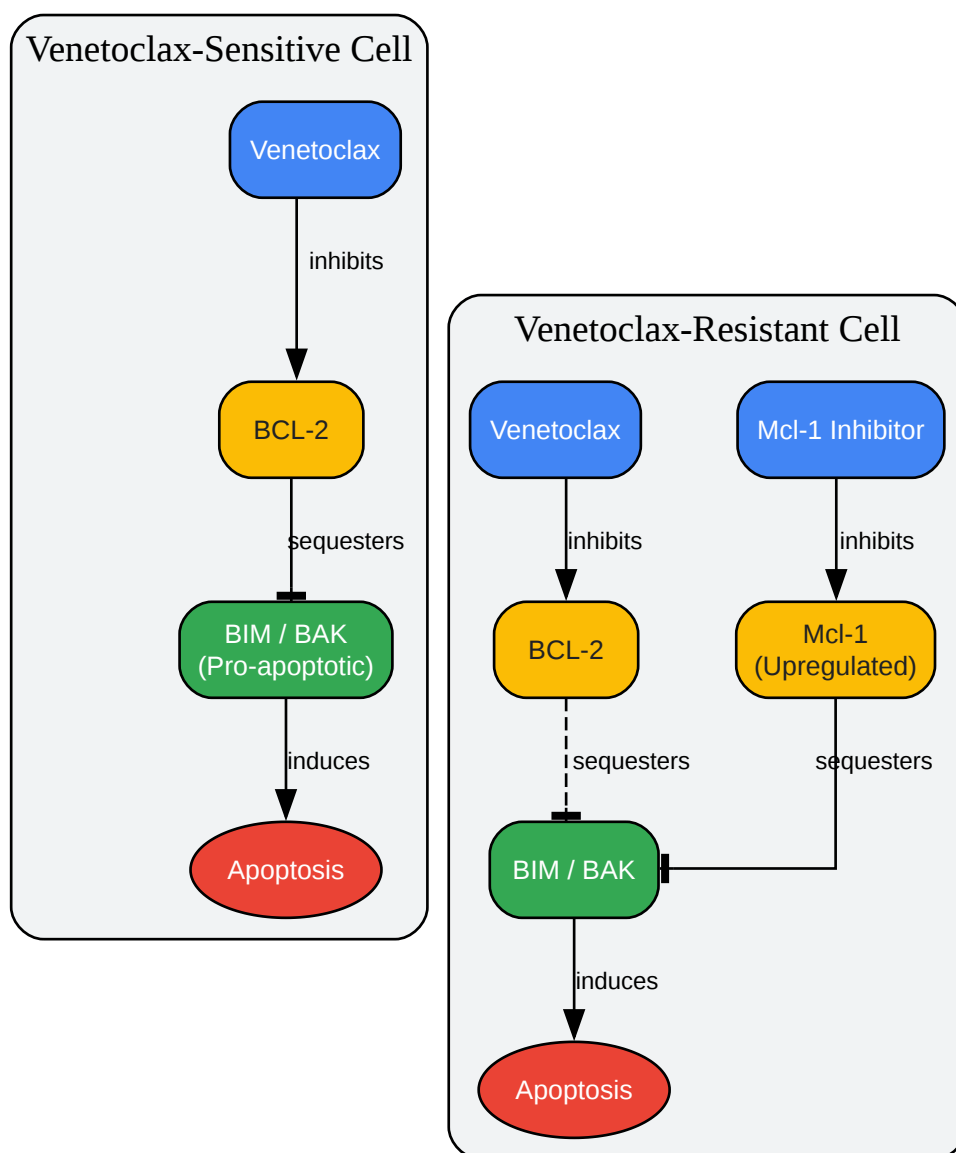 Venetoclax-Sensitive Cell
Venetoclax
inhibits
BCL-2
sequesters
BIM / BAK
(Pro-apoptotic)
induces
Apoptosis
Venetoclax-Resistant Cell
Venetoclax
Mcl-1 Inhibitor
inhibits
inhibits
BCL-2
Mcl-1
(Upregulated)
sequesters
sequesters
BIM / BAK
induces
Apoptosis